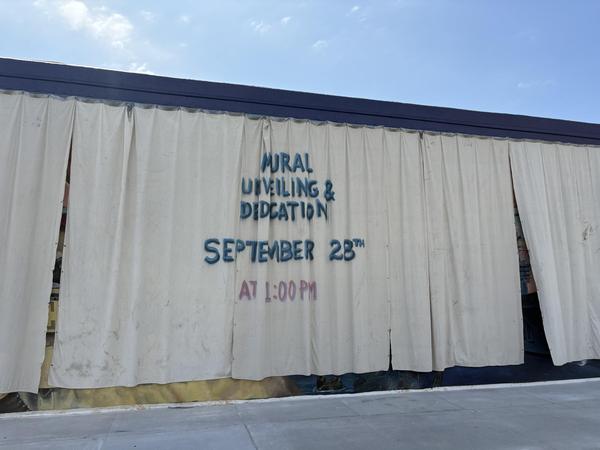 MURAL
UNVEILING &
DEDICATION
SEPTEMBER 28TH
AT 1:00 PM